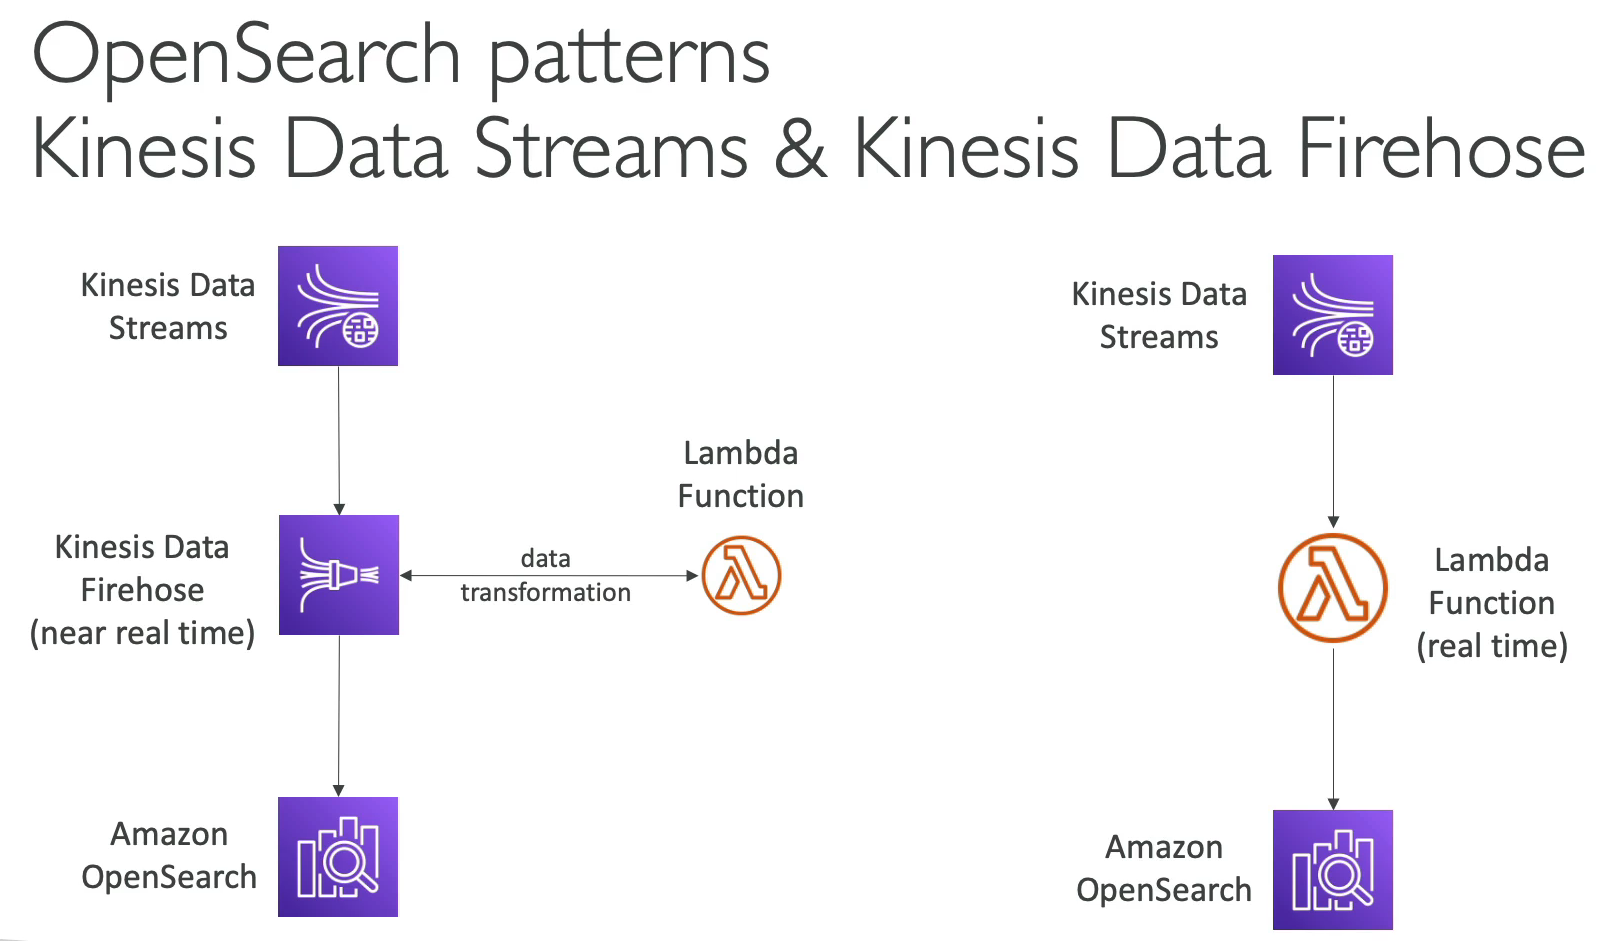 OpenSearch patterns
Kinesis Data Streams & Kinesis Data Firehose
Kinesis Data
Streams
Kinesis Data
Firehose
(near real time)
data
transformation
Lambda
Function
Amazon
OpenSearch
Kinesis Data
Streams
Lambda
Function
(real time)
Amazon
OpenSearch